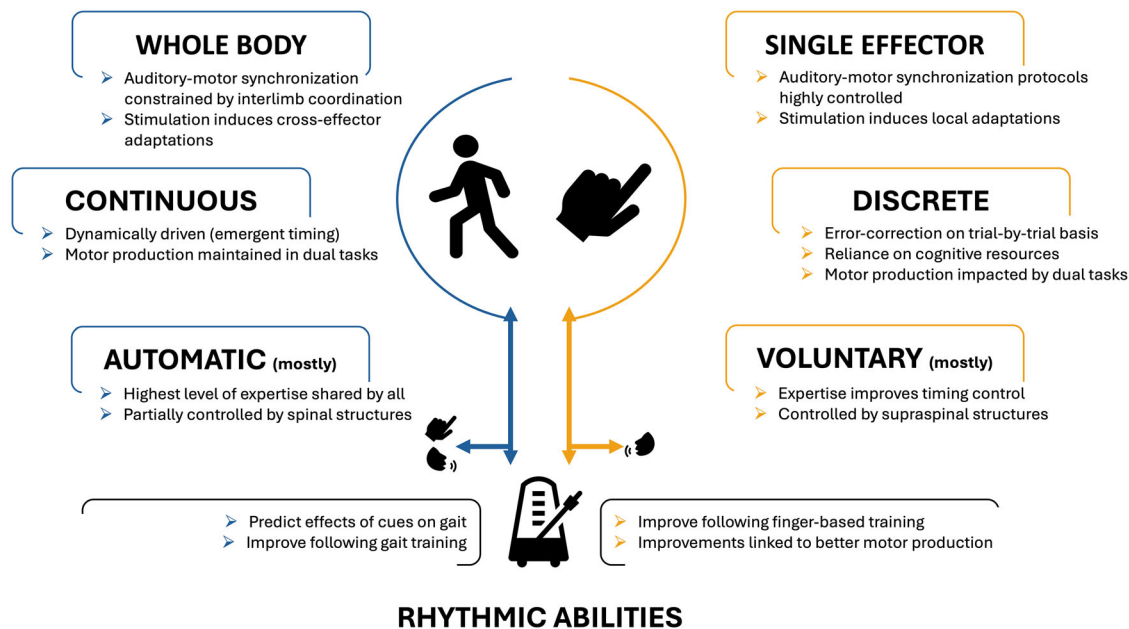 WHOLE BODY
Auditory-motor synchronization
constrained by interlimb coordination
Stimulation induces cross-effector
adaptations
SINGLE EFFECTOR
Auditory-motor synchronization protocols
highly controlled
Stimulation induces local adaptations
CONTINUOUS
Dynamically driven (emergent timing)
Motor production maintained in dual tasks
DISCRETE
Error-correction on trial-by-trial basis
Reliance on cognitive resources
Motor production impacted by dual tasks
AUTOMATIC (mostly)
Highest level of expertise shared by all
Partially controlled by spinal structures
VOLUNTARY (mostly)
Expertise improves timing control
Controlled by supraspinal structures
Predict effects of cues on gait
Improve following gait training
Improve following finger-based training
Improvements linked to better motor production
RHYTHMIC ABILITIES